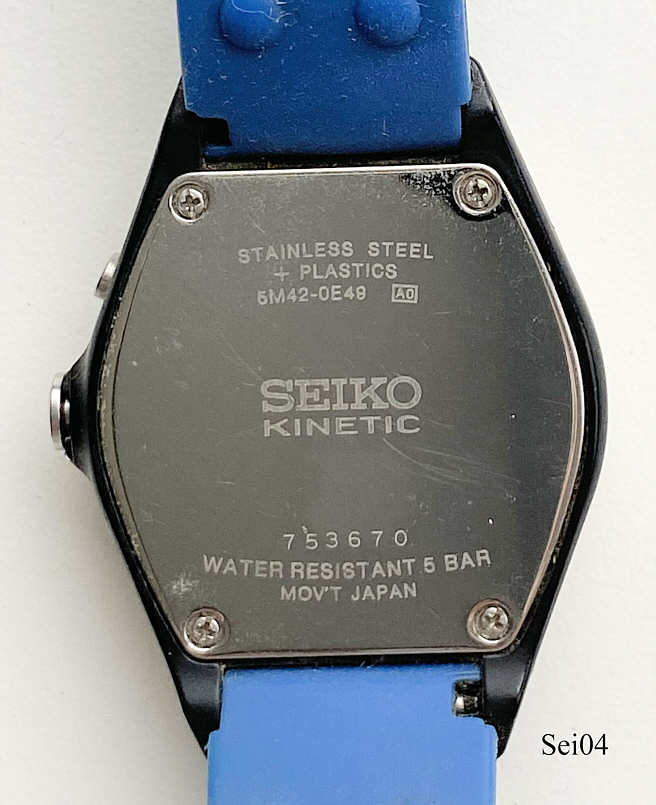 STAINLESS STEEL
+ PLASTICS
5M42-0E49 A0
SEIKO
KINETIC
753670
WATER RESISTANT 5 BAR
MOV'T JAPAN
Sei04